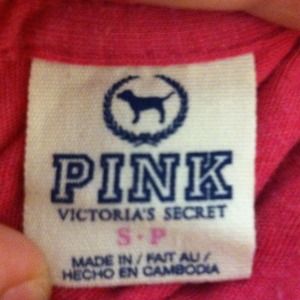 PINK
VICTORIA'S SECRET
S · P
MADE IN / FAIT AU /
HECHO EN CAMBODIA